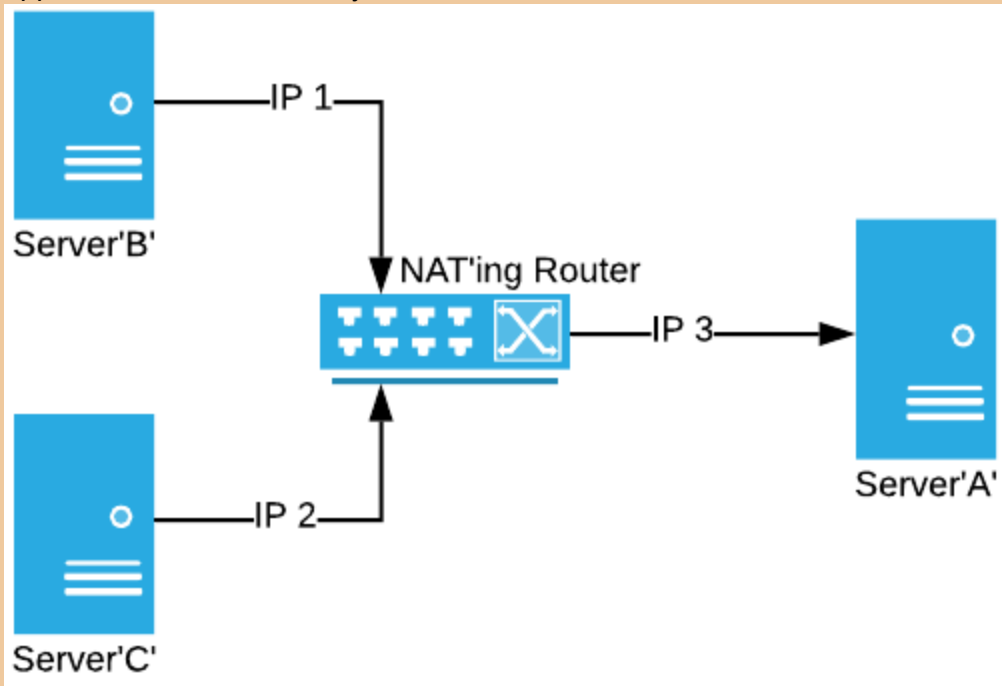 IP 1
Server'B'
NAT'ing Router
IP 3
Server'A'
IP 2
Server'C'